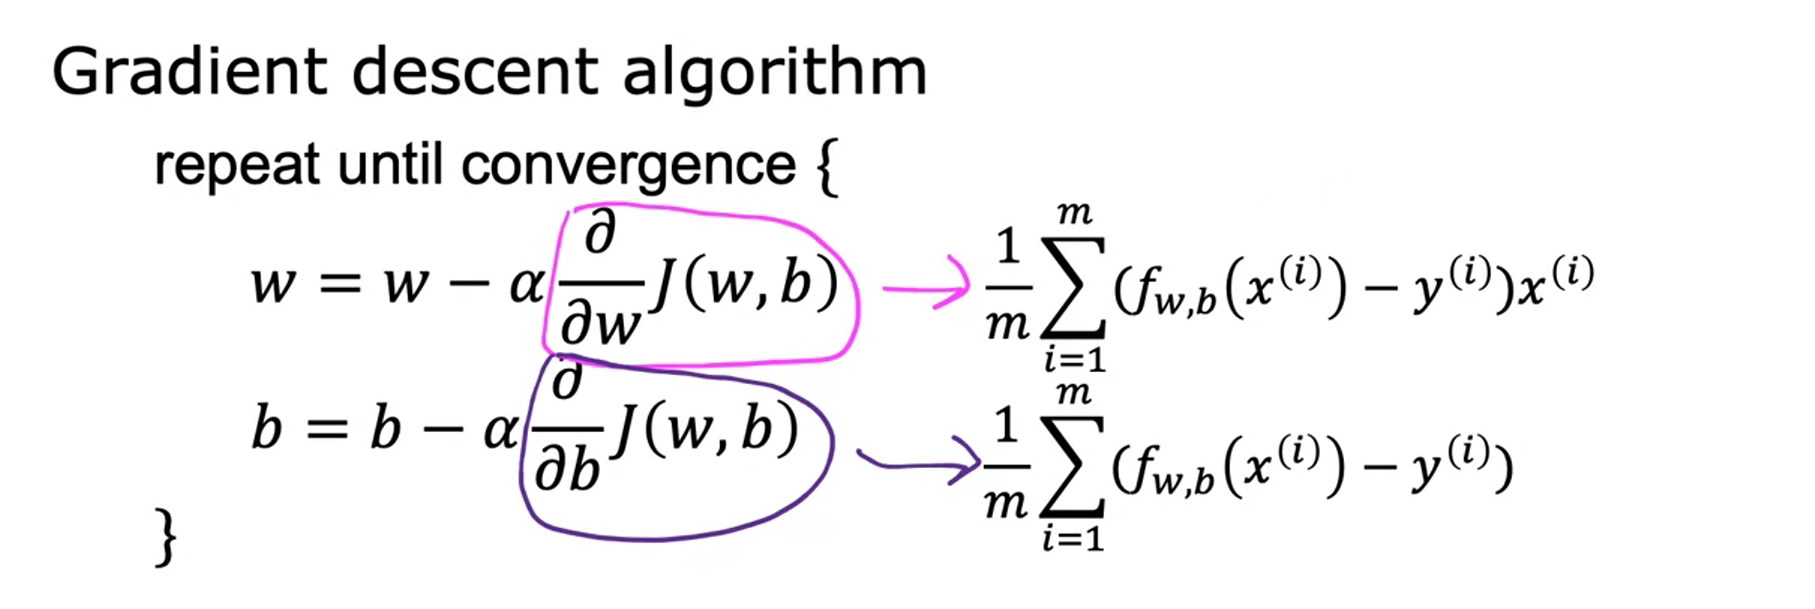 Gradient descent algorithm
repeat until convergence {
w = w − α ∂/∂w J(w, b) → 1/m ∑_{i=1}^{m} (f_{w,b}(x^{(i)}) − y^{(i)})x^{(i)}
b = b − α ∂/∂b J(w, b) → 1/m ∑_{i=1}^{m} (f_{w,b}(x^{(i)}) − y^{(i)})
}